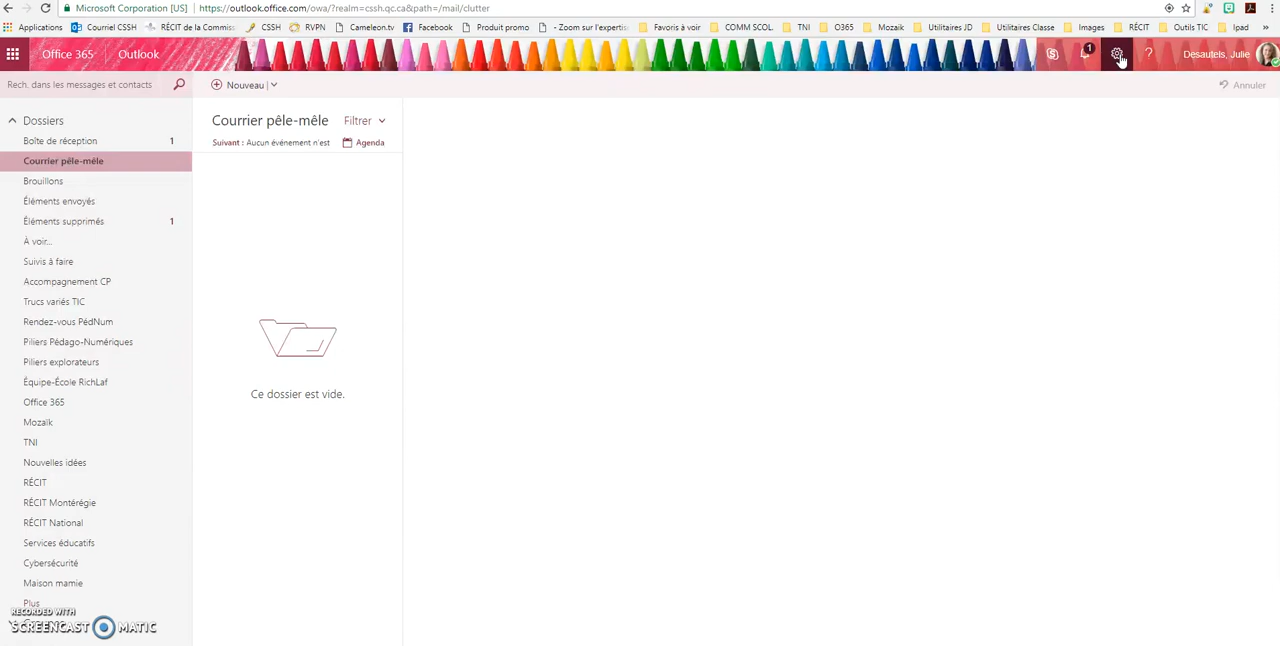 Microsoft Corporation [US] https://outlook.office.com/owa/?realm=cssh.qc.ca&path=/mail/clutter
Applications Courriel CSSH RÉCIT de la Commiss CSSH RVPN Cameleon.tv Facebook Produit promo - Zoom sur l'expertis Favoris à voir COMM SCOL. TNI O365 Mozaik Utilitaires JD Utilitaires Classe Images RÉCIT Outils TIC Ipad »
Office 365 Outlook 1 ? Desautels, Julie
Rech. dans les messages et contacts Nouveau Annuler
Dossiers
Courrier pêle-mêle Filtrer
Boîte de réception 1
Suivant : Aucun événement n'est Agenda
Courrier pêle-mêle
Brouillons
Éléments envoyés
Éléments supprimés 1
À voir...
Suivis à faire
Accompagnement CP
Trucs variés TIC
Rendez-vous PédNum
Piliers Pédago-Numériques
Piliers explorateurs
Équipe-École RichLaf
Ce dossier est vide.
Office 365
Mozaïk
TNI
Nouvelles idées
RÉCIT
RÉCIT Montérégie
RÉCIT National
Services éducatifs
Cybersécurité
Maison mamie
Plus
RECORDED WITH
SCREENCAST MATIC